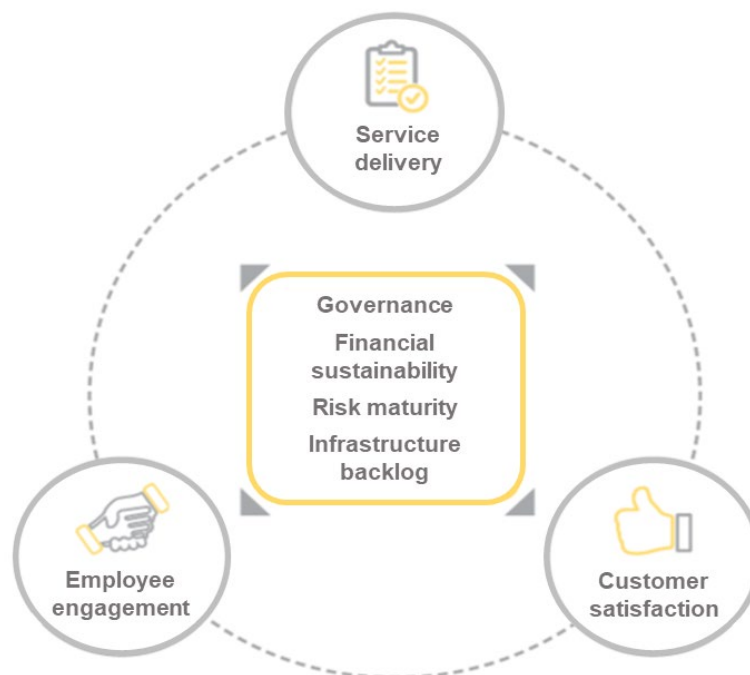 Service
delivery
Governance
Financial
sustainability
Risk maturity
Infrastructure
backlog
Employee
engagement
Customer
satisfaction